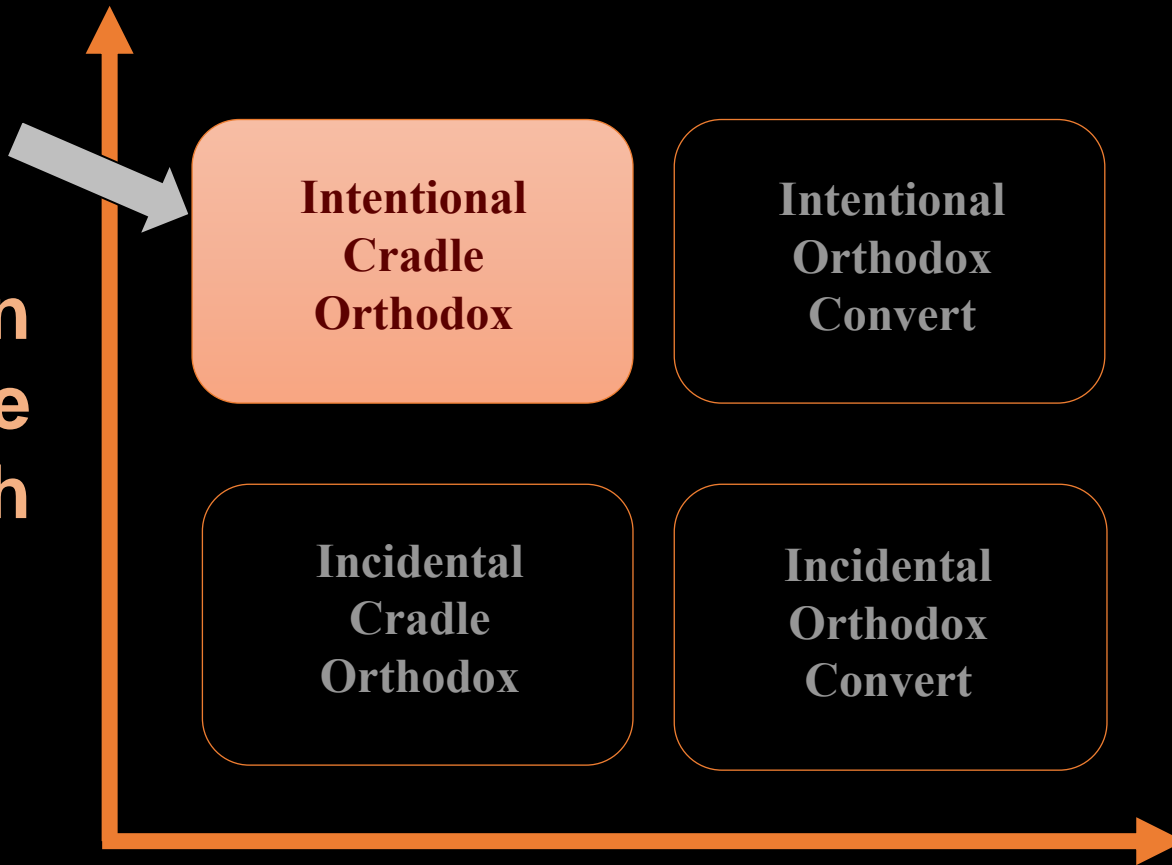 Intentional
Cradle
Orthodox
Intentional
Orthodox
Convert
n
e
h
Incidental
Cradle
Orthodox
Incidental
Orthodox
Convert